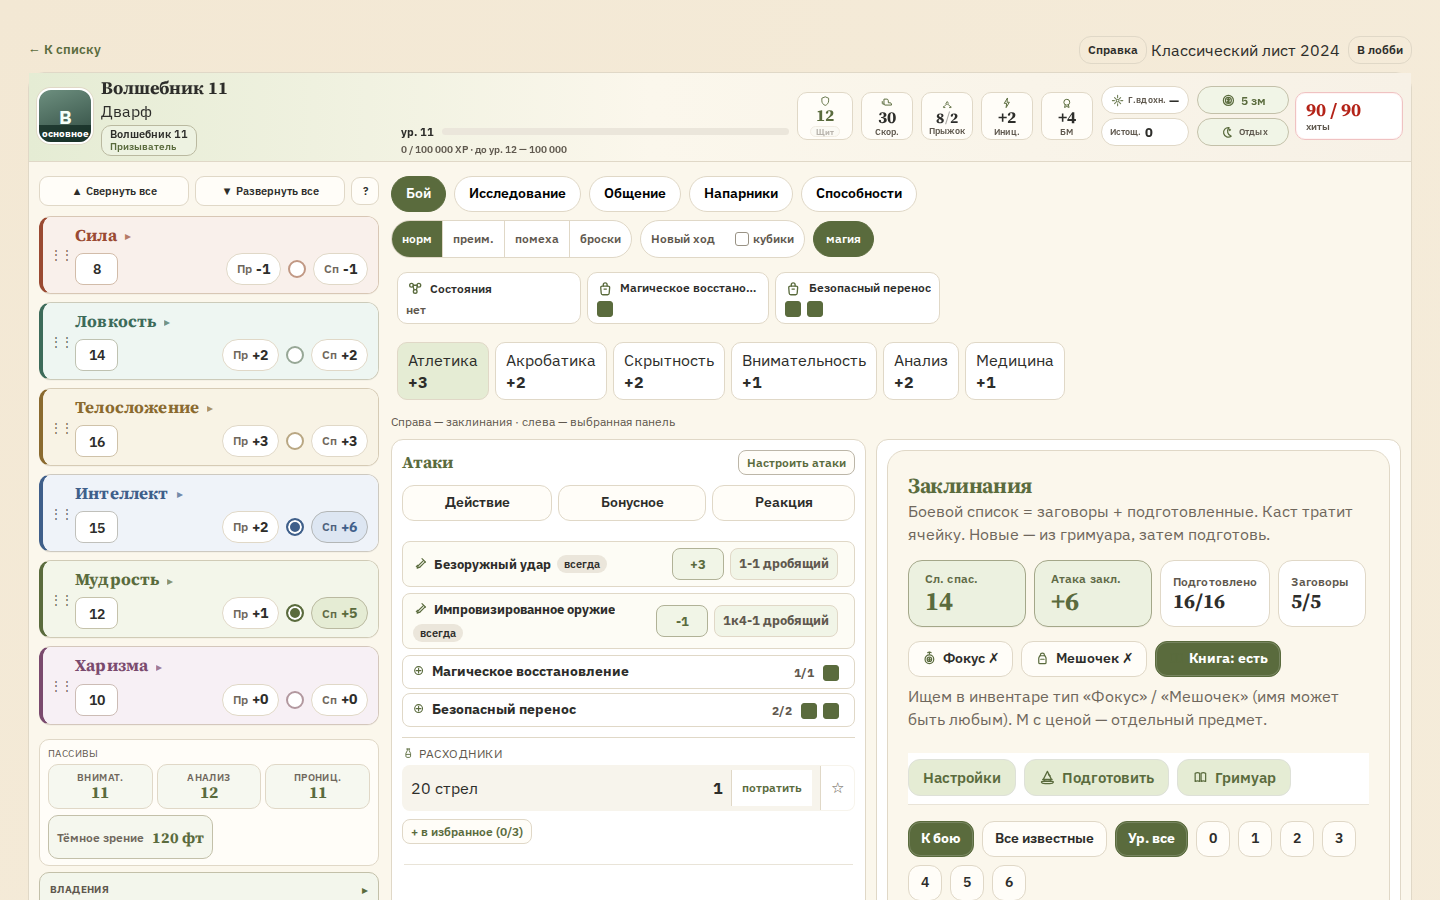 ← К списку
Справка Классический лист 2024 В лобби
В
основное
Волшебник 11
Дварф
Волшебник 11
Призыватель
ур. 11
0 / 100 000 XP · до ур. 12 — 100 000
12
Щит
30
Скор.
8/2
Прыжок
+2
Иниц.
+4
БМ
Г.вдохн. —
Истощ. 0
5 зм
Отдых
90 / 90
хиты
▲ Свернуть все
▼ Развернуть все
?
Сила ▸
8
Пр -1
Сп -1
Ловкость ▸
14
Пр +2
Сп +2
Телосложение ▸
16
Пр +3
Сп +3
Интеллект ▸
15
Пр +2
Сп +6
Мудрость ▸
12
Пр +1
Сп +5
Харизма ▸
10
Пр +0
Сп +0
ПАССИВЫ
ВНИМАТ.
11
АНАЛИЗ
12
ПРОНИЦ.
11
Тёмное зрение 120 фт
ВЛАДЕНИЯ ▸
Бой
Исследование
Общение
Напарники
Способности
норм
преим.
помеха
броски
Новый ход
кубики
магия
Состояния
нет
Магическое восстано...
Безопасный перенос
Атлетика
+3
Акробатика
+2
Скрытность
+2
Внимательность
+1
Анализ
+2
Медицина
+1
Справа — заклинания · слева — выбранная панель
Атаки
Настроить атаки
Действие
Бонусное
Реакция
Безоружный удар всегда
+3
1-1 дробящий
Импровизированное оружие
всегда
-1
1к4-1 дробящий
Магическое восстановление
1/1
Безопасный перенос
2/2
РАСХОДНИКИ
20 стрел
1
потратить
☆
+ в избранное (0/3)
Заклинания
Боевой список = заговоры + подготовленные. Каст тратит
ячейку. Новые — из гримуара, затем подготовь.
Сл. спас.
14
Атака закл.
+6
Подготовлено
16/16
Заговоры
5/5
Фокус ✗
Мешочек ✗
Книга: есть
Ищем в инвентаре тип «Фокус» / «Мешочек» (имя может
быть любым). М с ценой — отдельный предмет.
Настройки
Подготовить
Гримуар
К бою
Все известные
Ур. все
0
1
2
3
4
5
6